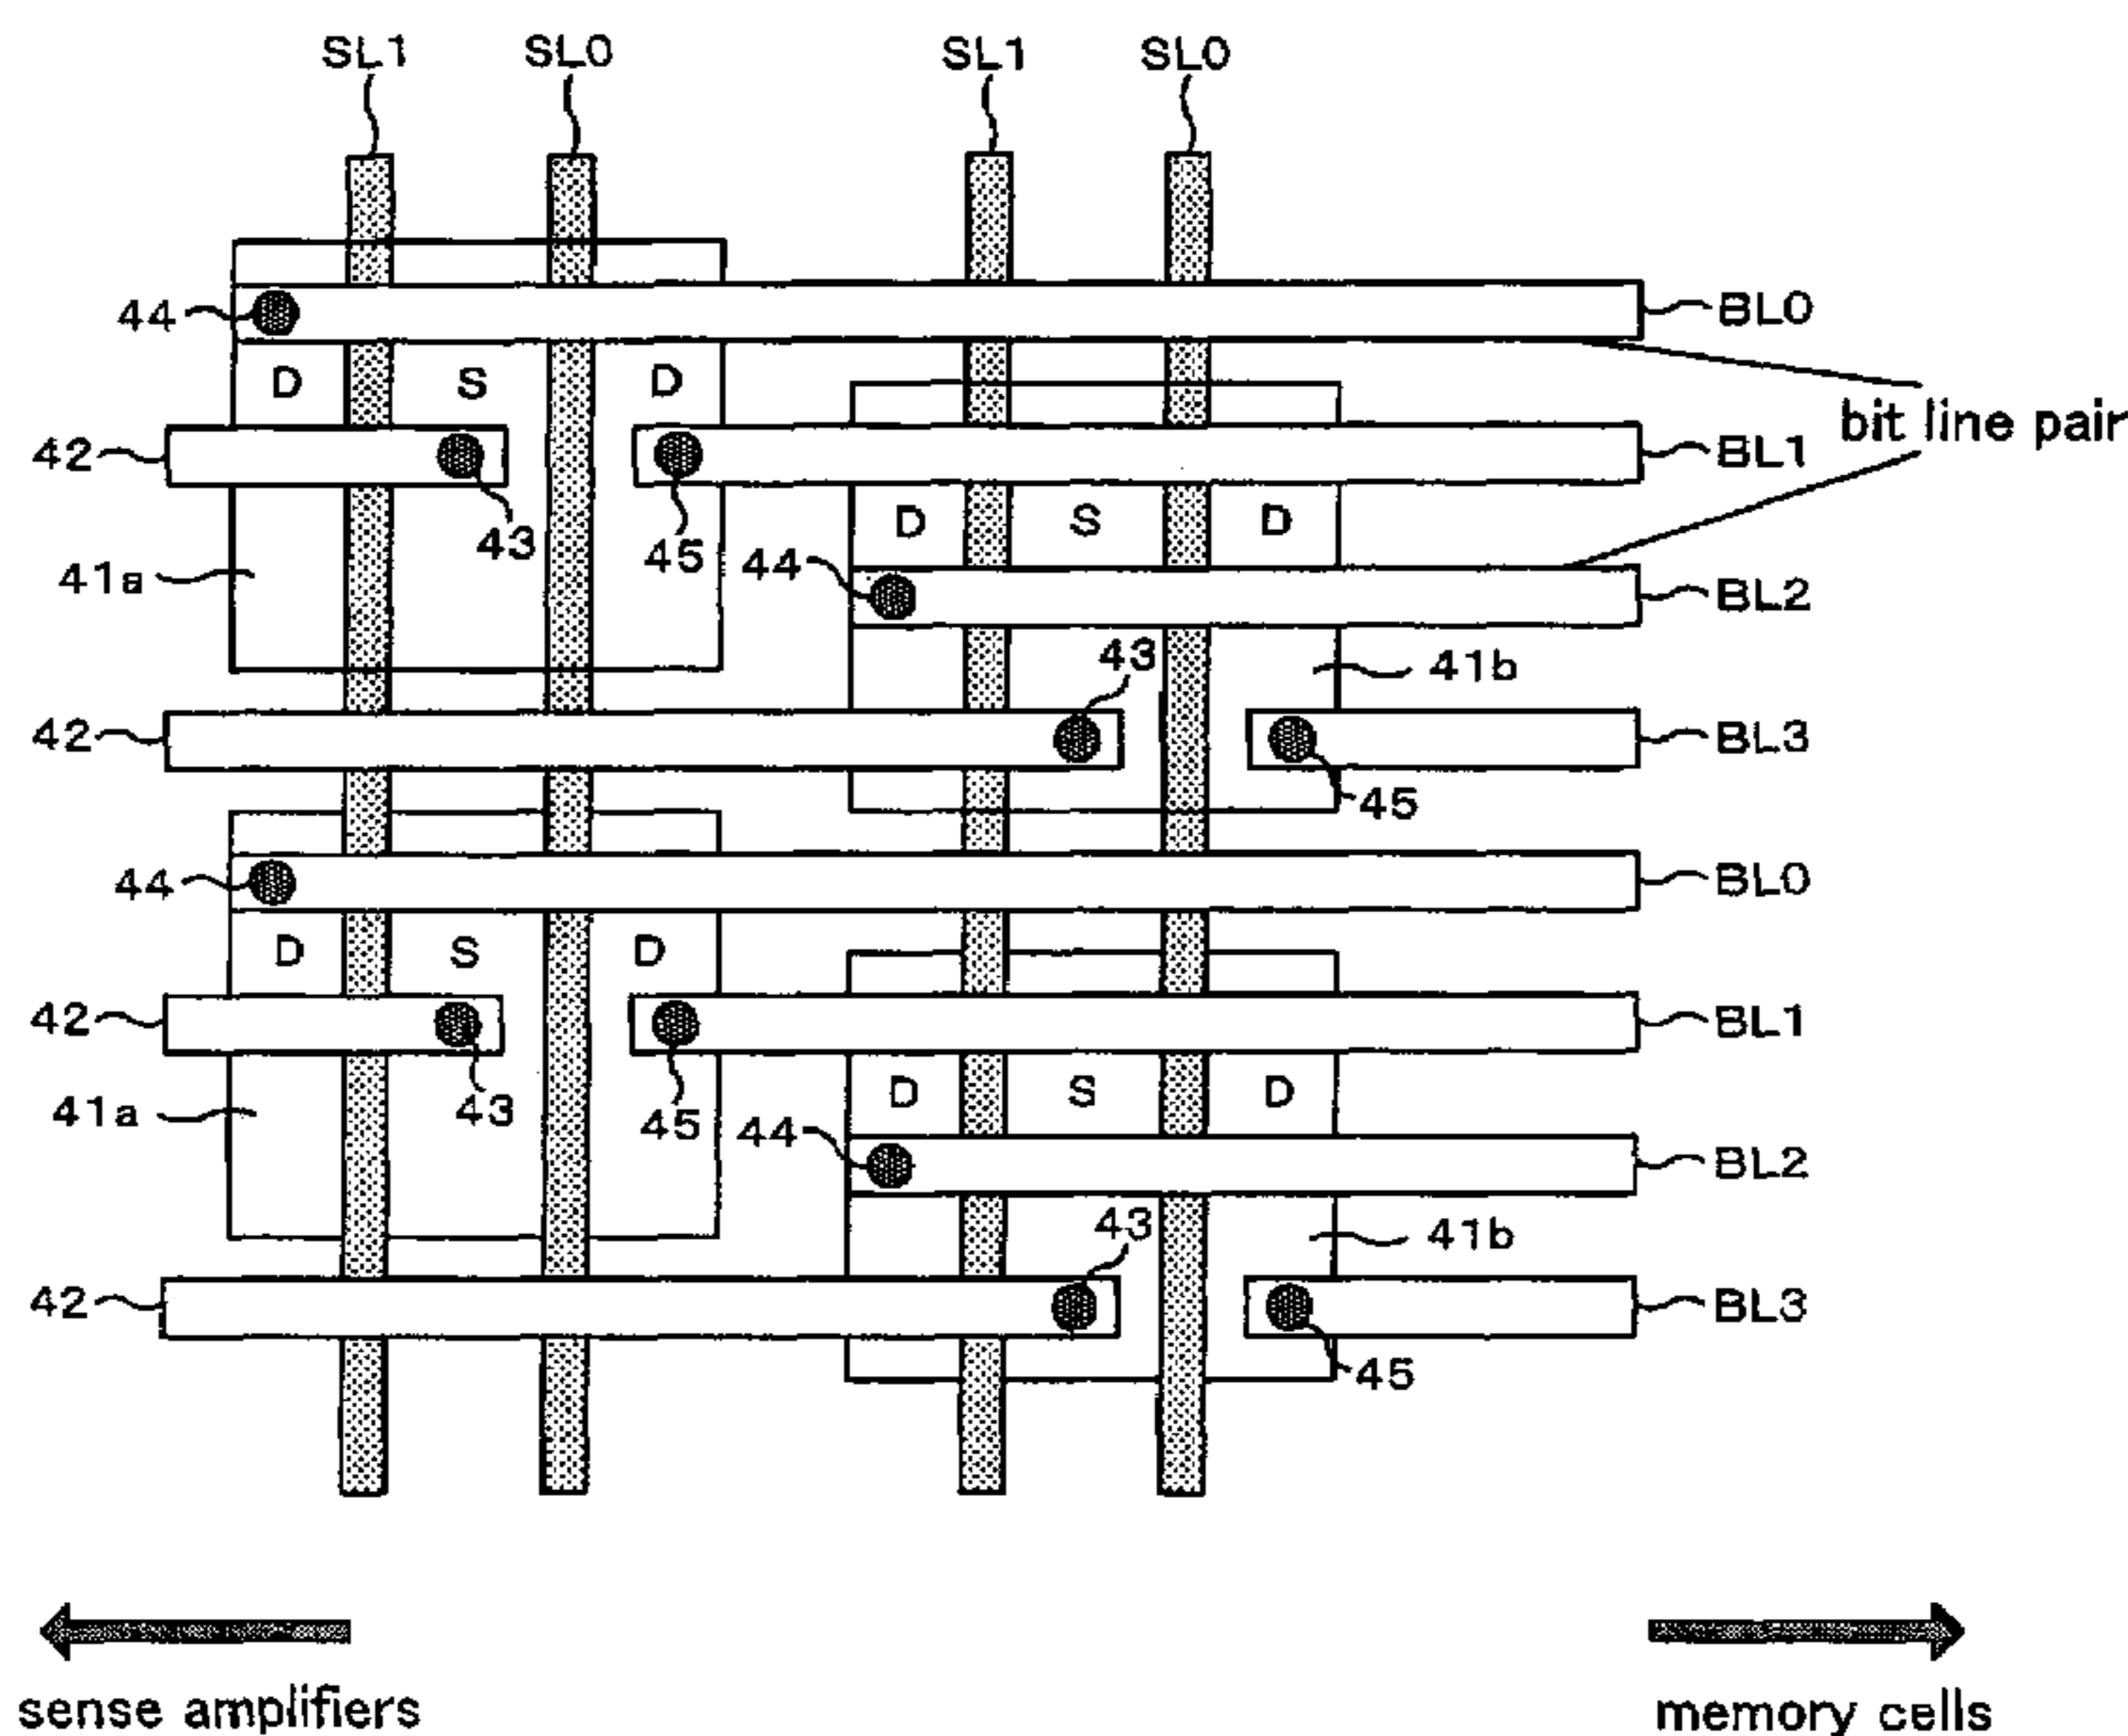 SL1 SL0 SL1 SL0
44 BL0
D S D
bit line pair
42 BL1
43 45 D S D
41a 44 BL2
43 41b
42 BL3
45
44 BL0
D S D
42 BL1
41a 43 45 D S D
44 BL2
43 41b
42 BL3
45
sense amplifiers memory cells